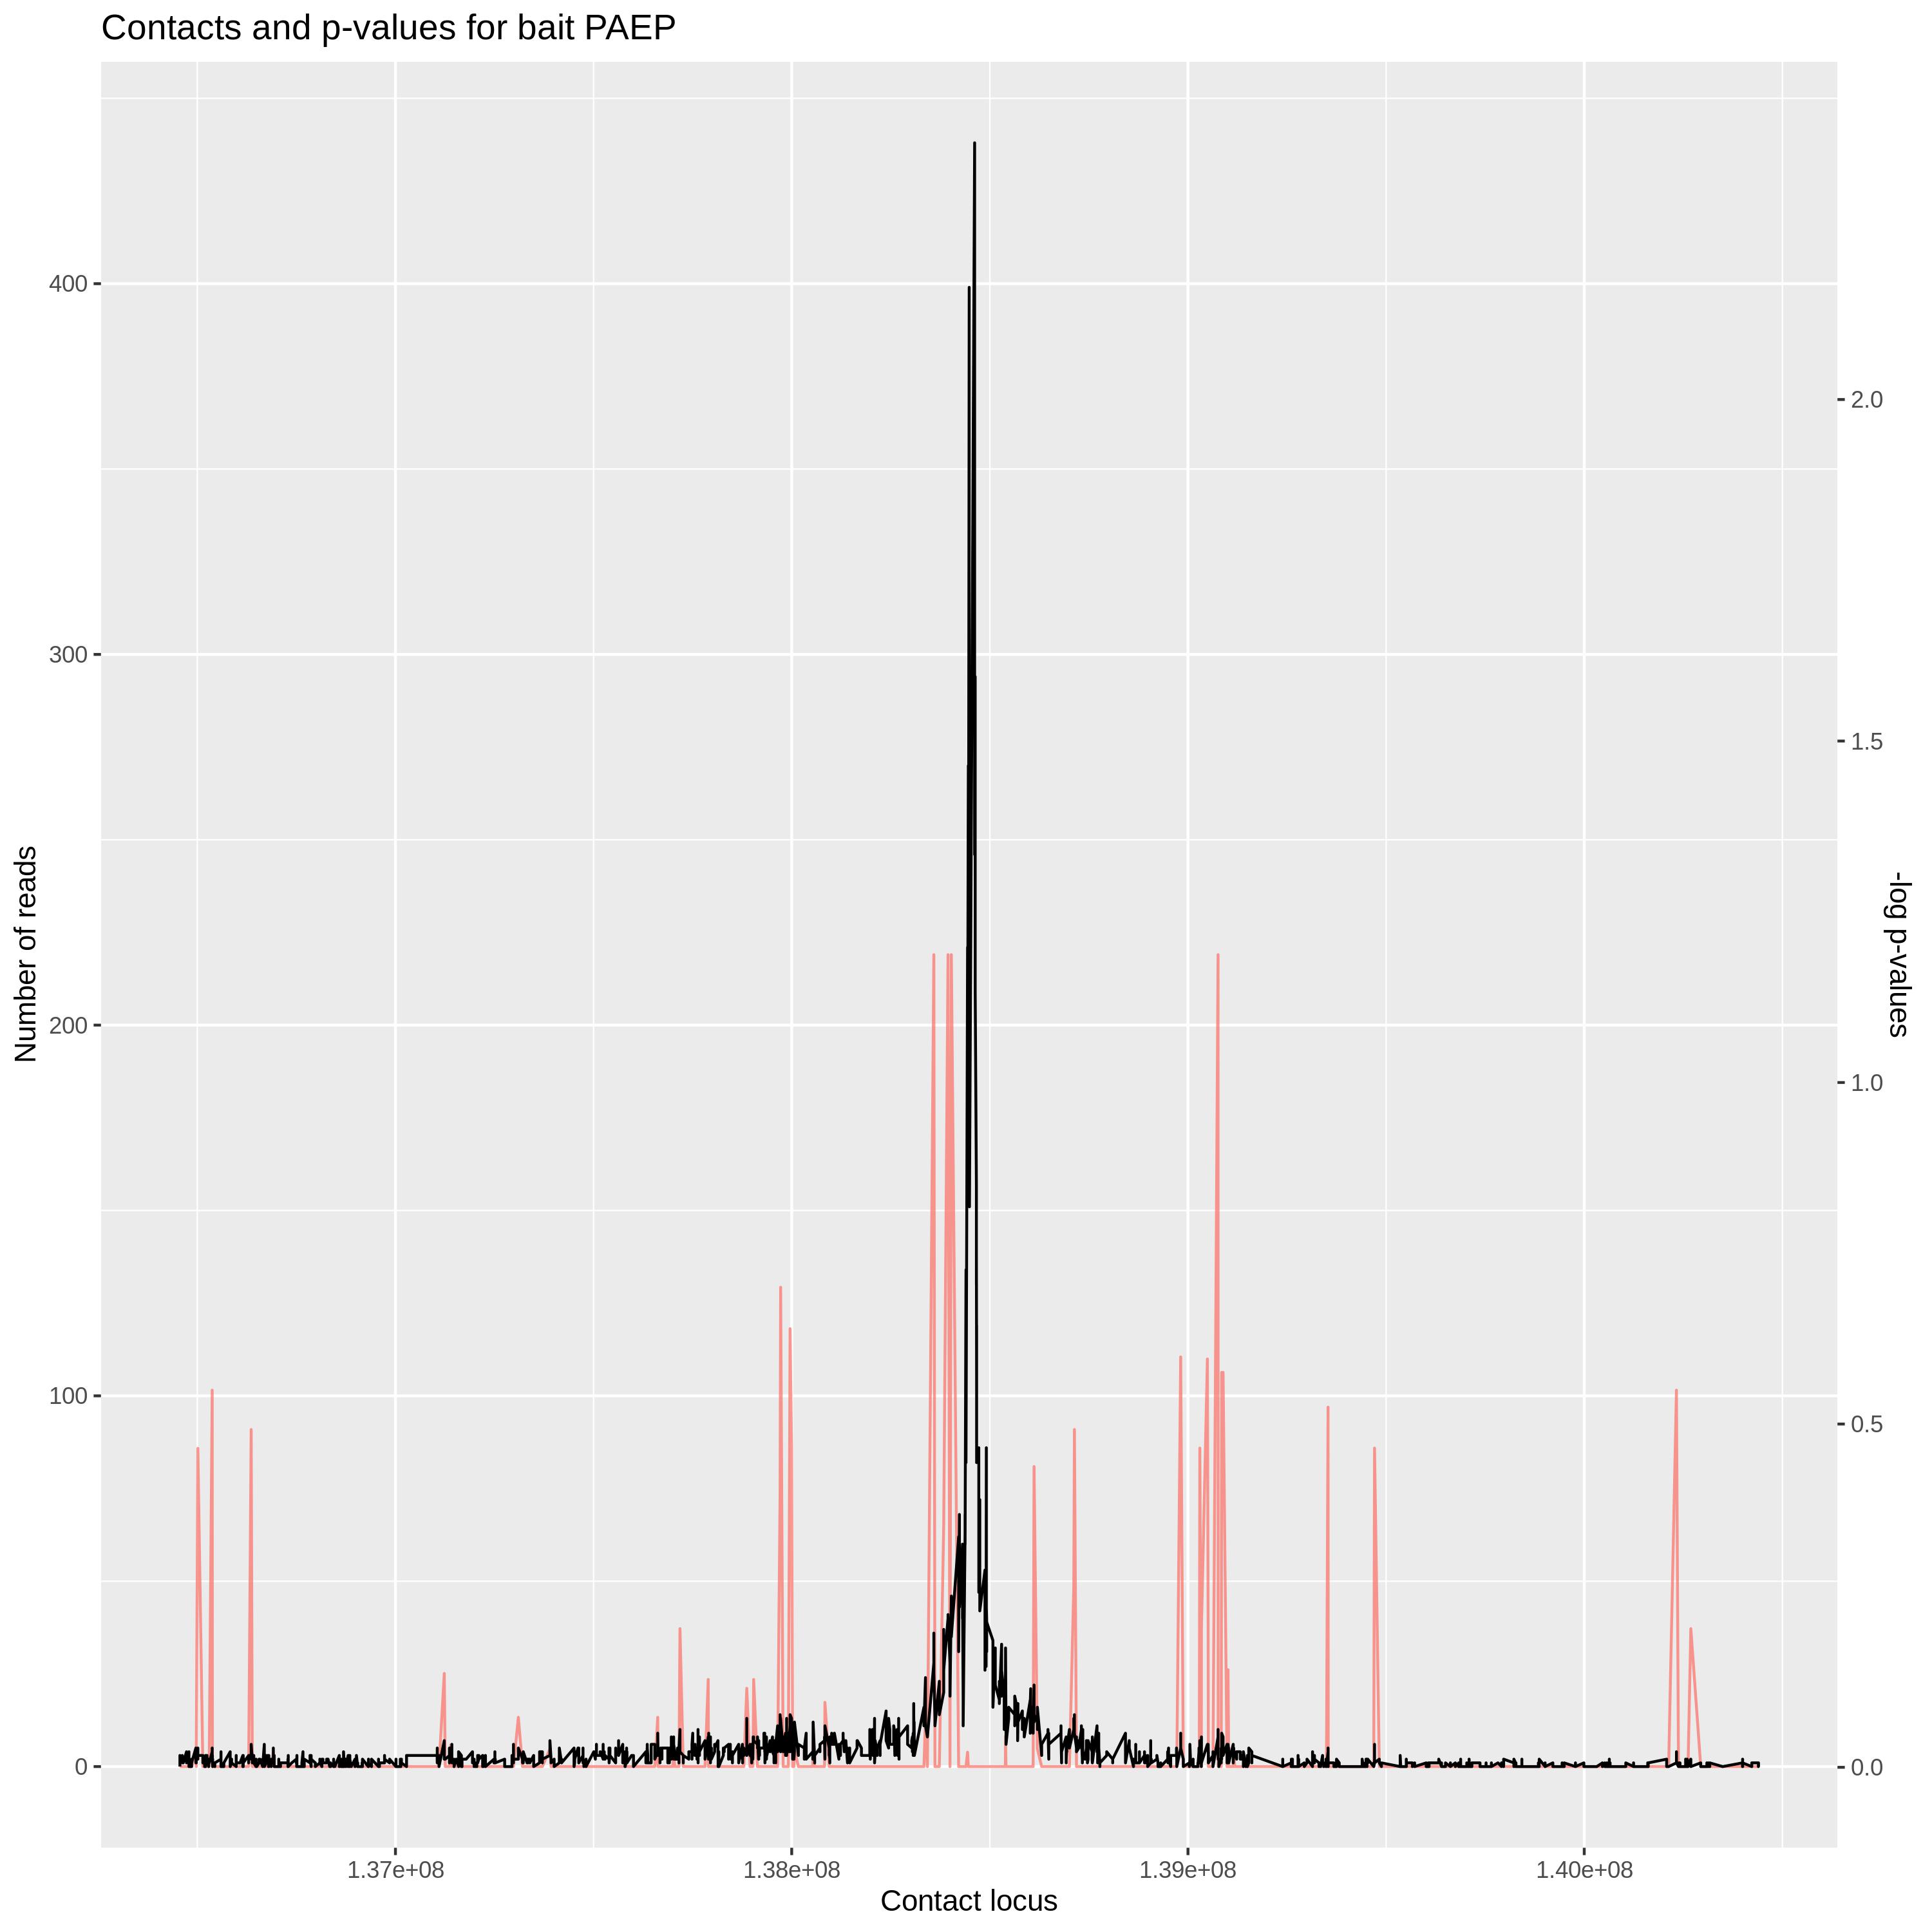 Contacts and p-values for bait PAEP
400
300
200
100
0
Number of reads
2.0
1.5
1.0
0.5
0.0
-log p-values
1.37e+08 1.38e+08 1.39e+08 1.40e+08
Contact locus